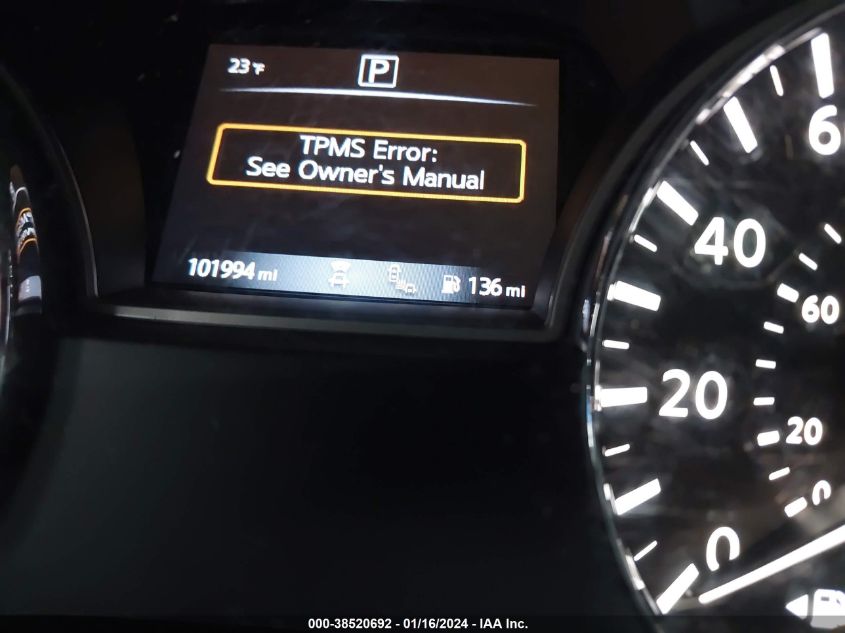 23°F
P
TPMS Error:
See Owner's Manual
101994 mi
136 mi
40
60
20
20
0
0
000-38520692 - 01/16/2024 - IAA Inc.